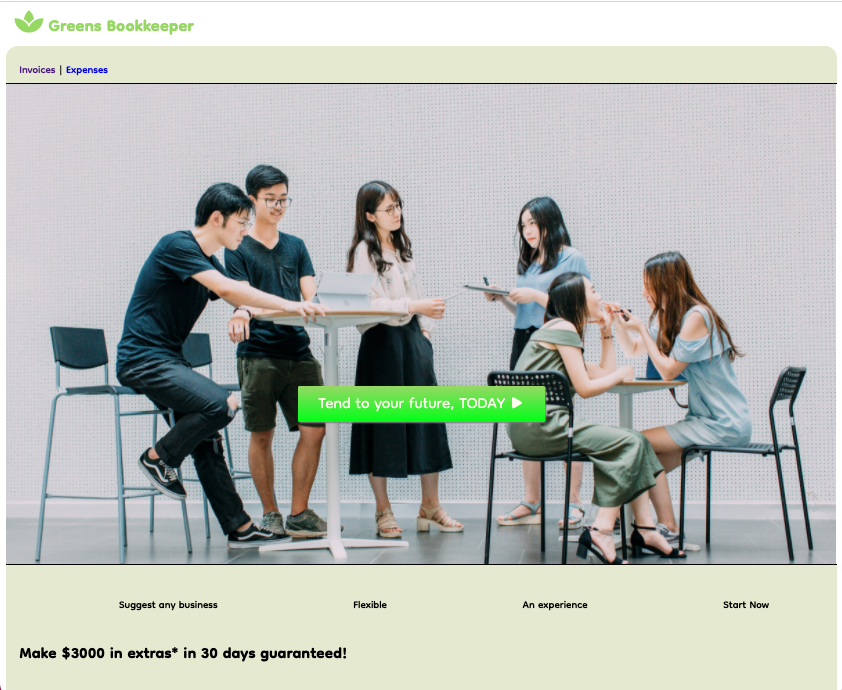 Greens Bookkeeper
Invoices | Expenses
Tend to your future, TODAY ▶
Suggest any business Flexible An experience Start Now
Make $3000 in extras* in 30 days guaranteed!